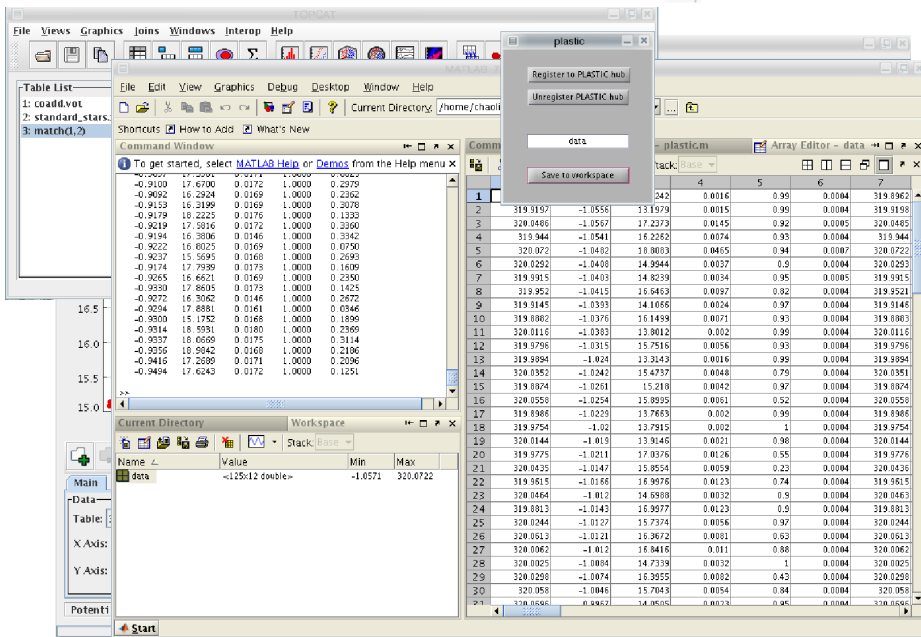 TOPCAT
File Views Graphics Joins Windows Interop Help
Table List
1: coadd.vot
2: standard_stars.
3: match(1,2)
plastic
Register to PLASTIC hub
Unregister PLASTIC hub
data
Save to workspace
MATLAB
File Edit View Graphics Debug Desktop Window Help
Current Directory: /home/chaoli
Shortcuts How to Add What's New
Command Window
To get started, select MATLAB Help or Demos from the Help menu
-0.9100 17.6700 0.0172 1.0000 0.2979
-0.9092 16.2924 0.0169 1.0000 0.2362
-0.9153 16.3199 0.0169 1.0000 0.3078
-0.9179 18.2225 0.0176 1.0000 0.1333
-0.9219 17.5816 0.0172 1.0000 0.3360
-0.9194 16.3806 0.0146 1.0000 0.3342
-0.9222 16.8025 0.0169 1.0000 0.0750
-0.9237 15.5695 0.0168 1.0000 0.2693
-0.9174 17.7939 0.0173 1.0000 0.1609
-0.9265 16.6621 0.0169 1.0000 0.2350
-0.9330 17.8605 0.0173 1.0000 0.1425
-0.9272 16.3062 0.0146 1.0000 0.2672
-0.9294 17.8881 0.0161 1.0000 0.0346
-0.9300 15.1752 0.0168 1.0000 0.1899
-0.9314 18.5931 0.0180 1.0000 0.2369
-0.9337 18.0669 0.0175 1.0000 0.3114
-0.9356 18.9842 0.0168 1.0000 0.2186
-0.9416 17.2689 0.0171 1.0000 0.2096
-0.9494 17.6243 0.0172 1.0000 0.1251
>>
Current Directory Workspace
Stack: Base
Name Value Min Max
data <125x12 double> -1.0571 320.0722
Start
Comm - plastic.m Array Editor - data
Stack: Base
4 5 6 7
1 242 0.0016 0.99 0.0004 319.8962
2 319.9197 -1.0556 13.1979 0.0015 0.99 0.0004 319.9198
3 320.0486 -1.0567 17.2373 0.0145 0.92 0.0005 320.0485
4 319.944 -1.0541 16.2262 0.0074 0.93 0.0004 319.944
5 320.072 -1.0482 18.8083 0.0465 0.94 0.0007 320.0722
6 320.0292 -1.0408 14.9944 0.0037 0.9 0.0004 320.0293
7 319.9915 -1.0403 14.8239 0.0034 0.95 0.0005 319.9915
8 319.952 -1.0415 16.6463 0.0097 0.82 0.0004 319.9521
9 319.9145 -1.0393 14.1066 0.0024 0.97 0.0004 319.9146
10 319.8882 -1.0376 16.1499 0.0071 0.93 0.0004 319.8883
11 320.0116 -1.0383 13.8012 0.002 0.99 0.0004 320.0116
12 319.9796 -1.0315 15.7516 0.0056 0.93 0.0004 319.9796
13 319.9894 -1.024 13.3143 0.0016 0.99 0.0004 319.9894
14 320.0352 -1.0242 15.4737 0.0048 0.79 0.0004 320.0351
15 319.8874 -1.0261 15.218 0.0042 0.97 0.0004 319.8874
16 320.0558 -1.0254 15.8995 0.0061 0.52 0.0004 320.0558
17 319.8986 -1.0229 13.7663 0.002 0.99 0.0004 319.8986
18 319.9754 -1.02 13.7915 0.002 1 0.0004 319.9754
19 320.0144 -1.019 13.9146 0.0021 0.98 0.0004 320.0144
20 319.9775 -1.0211 17.0376 0.0126 0.55 0.0004 319.9776
21 320.0435 -1.0147 15.8554 0.0059 0.23 0.0004 320.0436
22 319.9615 -1.0166 16.9976 0.0123 0.74 0.0004 319.9615
23 320.0464 -1.012 14.6988 0.0032 0.9 0.0004 320.0463
24 319.8813 -1.0143 16.9977 0.0123 0.9 0.0004 319.8813
25 320.0244 -1.0127 15.7374 0.0056 0.97 0.0004 320.0244
26 320.0613 -1.0121 16.3672 0.0081 0.63 0.0004 320.0613
27 320.0062 -1.012 16.8416 0.011 0.88 0.0004 320.0062
28 320.0025 -1.0084 14.7339 0.0032 1 0.0004 320.0025
29 320.0298 -1.0074 16.3955 0.0082 0.43 0.0004 320.0298
30 320.058 -1.0046 15.7043 0.0054 0.84 0.0004 320.058
16.5
16.0
15.5
15.0
Main
Data
Table:
X Axis:
Y Axis:
Potenti